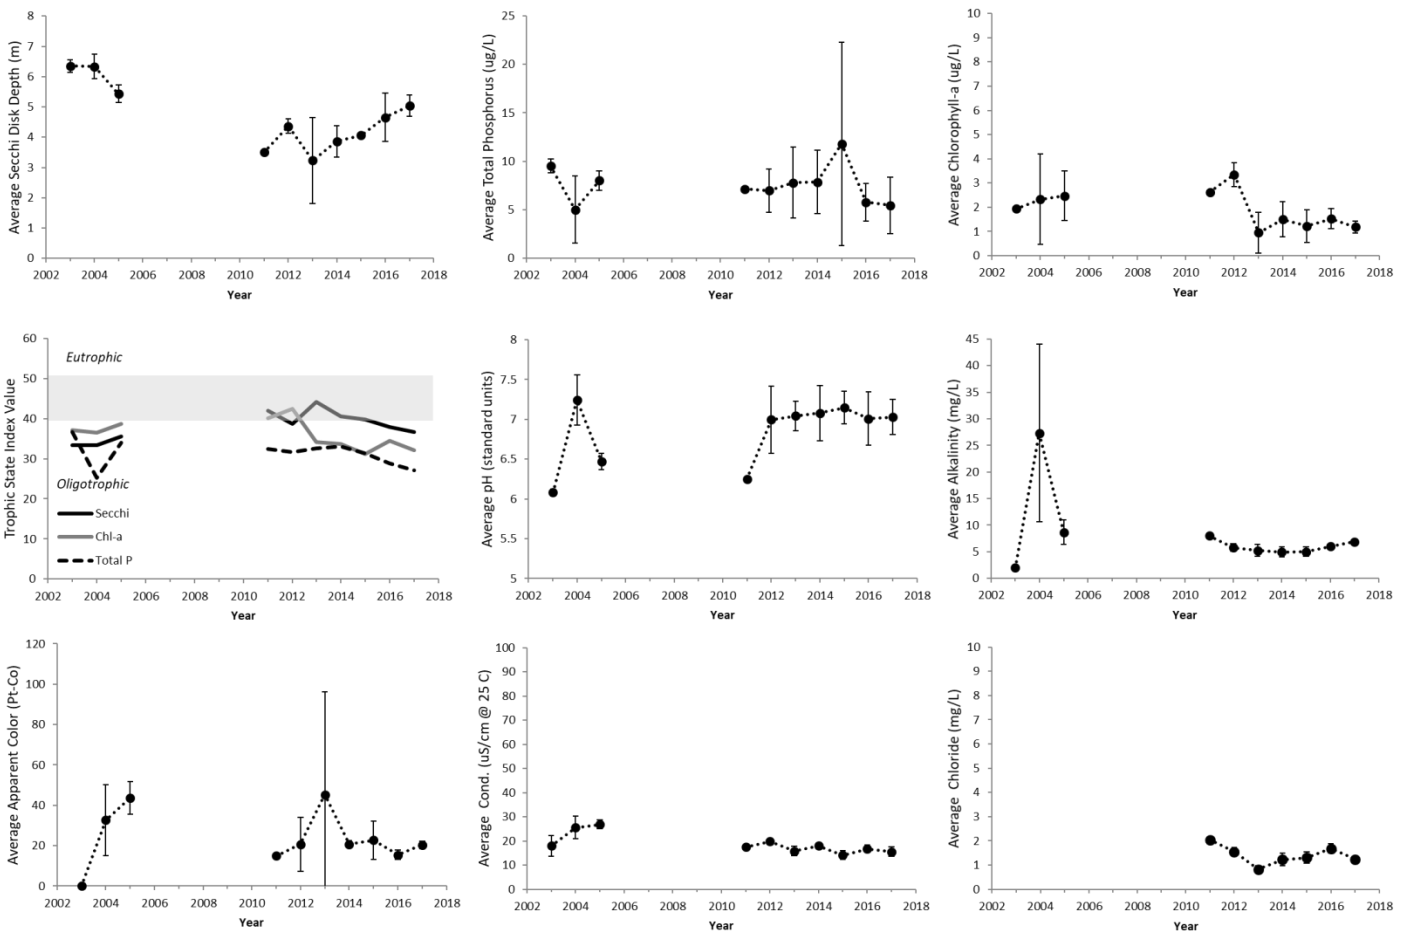 Average Secchi Disk Depth (m)
8
7
6
5
4
3
2
1
0
2002 2004 2006 2008 2010 2012 2014 2016 2018
Year
Average Total Phosphorus (ug/L)
25
20
15
10
5
0
2002 2004 2006 2008 2010 2012 2014 2016 2018
Year
Average Chlorophyll-a (ug/L)
10
9
8
7
6
5
4
3
2
1
0
2002 2004 2006 2008 2010 2012 2014 2016 2018
Year
Trophic State Index Value
60
50
40
30
20
10
0
Eutrophic
Oligotrophic
Secchi
Chl-a
Total P
2002 2004 2006 2008 2010 2012 2014 2016 2018
Year
Average pH (standard units)
8
7.5
7
6.5
6
5.5
5
2002 2004 2006 2008 2010 2012 2014 2016 2018
Year
Average Alkalinity (mg/L)
45
40
35
30
25
20
15
10
5
0
2002 2004 2006 2008 2010 2012 2014 2016 2018
Year
Average Apparent Color (Pt-Co)
120
100
80
60
40
20
0
2002 2004 2006 2008 2010 2012 2014 2016 2018
Year
Average Cond. (uS/cm @ 25 C)
100
90
80
70
60
50
40
30
20
10
0
2002 2004 2006 2008 2010 2012 2014 2016 2018
Year
Average Chloride (mg/L)
10
9
8
7
6
5
4
3
2
1
0
2002 2004 2006 2008 2010 2012 2014 2016 2018
Year